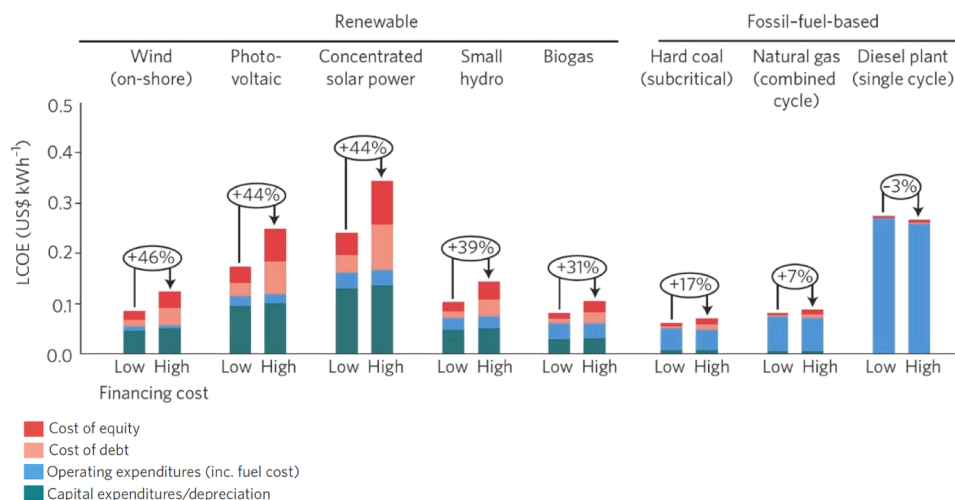 Renewable
Fossil-fuel-based
Wind
(on-shore)
Photo-
voltaic
Concentrated
solar power
Small
hydro
Biogas
Hard coal
(subcritical)
Natural gas
(combined
cycle)
Diesel plant
(single cycle)
LCOE (US$ kWh⁻¹)
0.5
0.4
0.3
0.2
0.1
0.0
+46%
+44%
+44%
+39%
+31%
+17%
+7%
-3%
Low High
Low High
Low High
Low High
Low High
Low High
Low High
Low High
Financing cost
Cost of equity
Cost of debt
Operating expenditures (inc. fuel cost)
Capital expenditures/depreciation